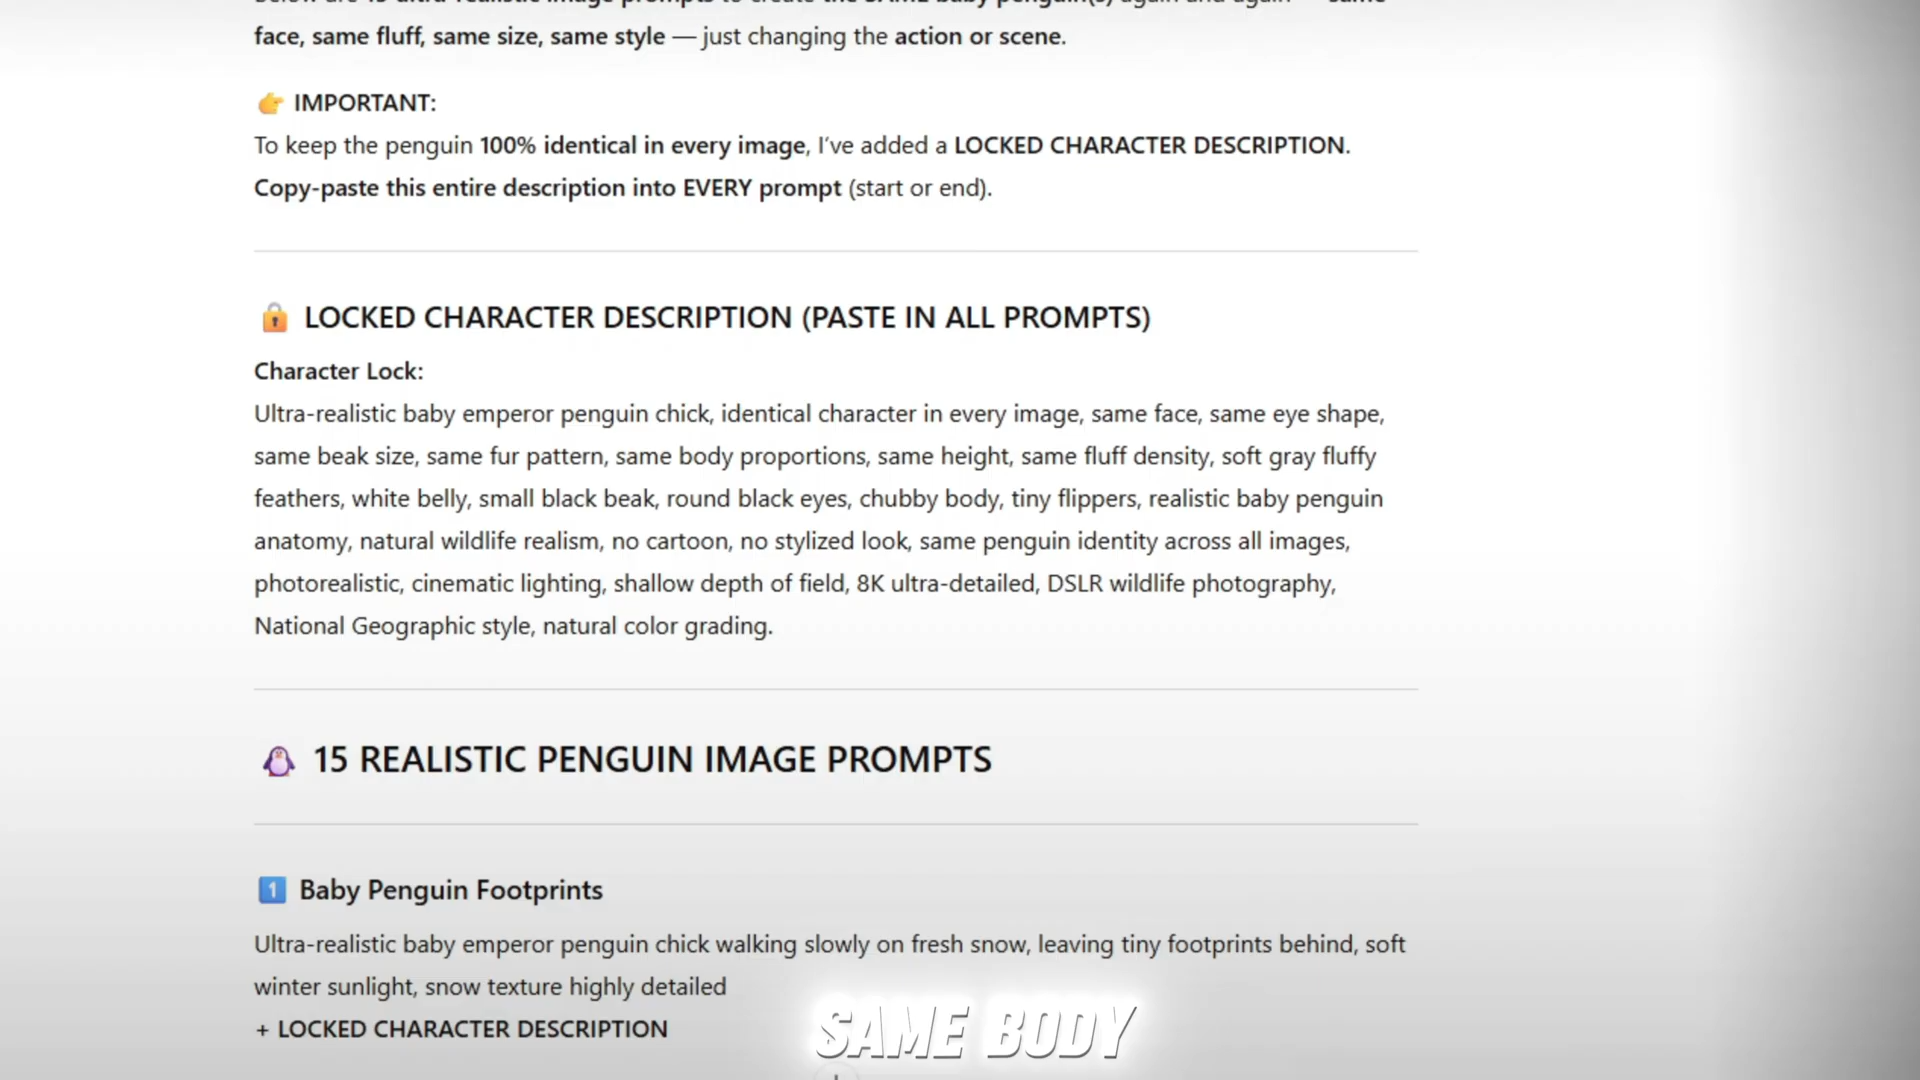 face, same fluff, same size, same style — just changing the action or scene.
👉 IMPORTANT:
To keep the penguin 100% identical in every image, I've added a LOCKED CHARACTER DESCRIPTION.
Copy-paste this entire description into EVERY prompt (start or end).
🔒 LOCKED CHARACTER DESCRIPTION (PASTE IN ALL PROMPTS)
Character Lock:
Ultra-realistic baby emperor penguin chick, identical character in every image, same face, same eye shape,
same beak size, same fur pattern, same body proportions, same height, same fluff density, soft gray fluffy
feathers, white belly, small black beak, round black eyes, chubby body, tiny flippers, realistic baby penguin
anatomy, natural wildlife realism, no cartoon, no stylized look, same penguin identity across all images,
photorealistic, cinematic lighting, shallow depth of field, 8K ultra-detailed, DSLR wildlife photography,
National Geographic style, natural color grading.
🐧 15 REALISTIC PENGUIN IMAGE PROMPTS
1️⃣ Baby Penguin Footprints
Ultra-realistic baby emperor penguin chick walking slowly on fresh snow, leaving tiny footprints behind, soft
winter sunlight, snow texture highly detailed
+ LOCKED CHARACTER DESCRIPTION
SAME BODY